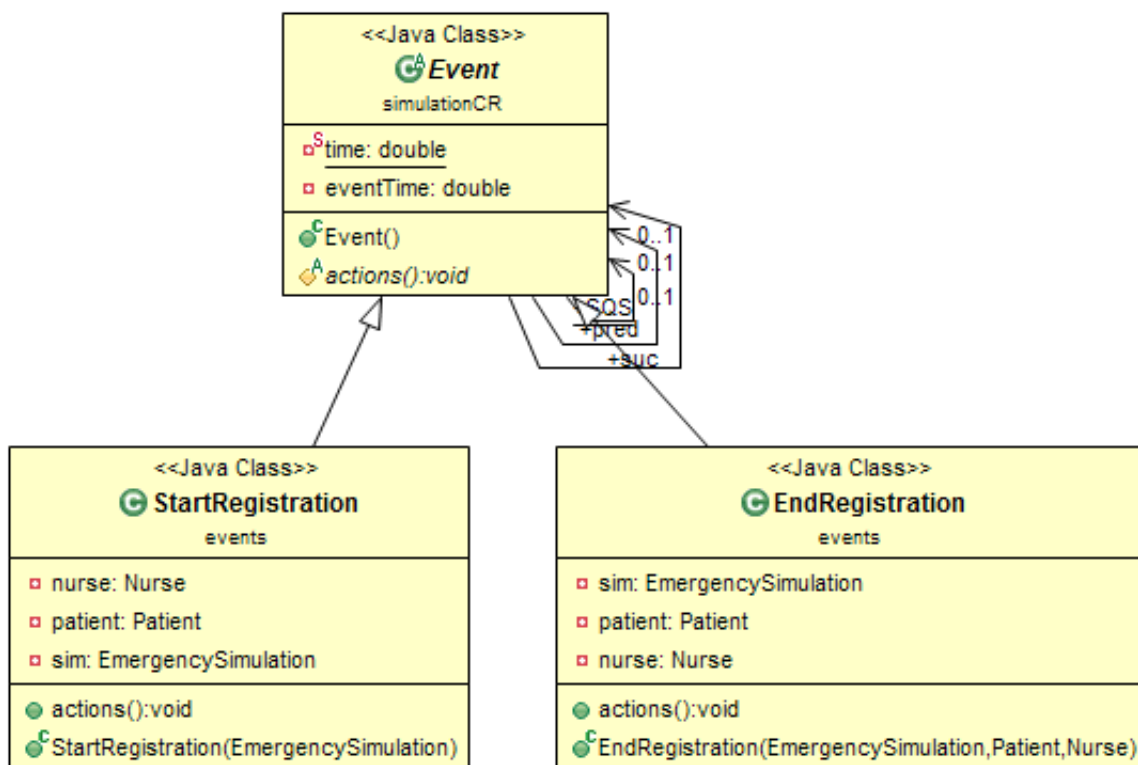 <<Java Class>>
Event
simulationCR
time: double
eventTime: double
Event()
actions():void
0..1
0..1
0..1
SQS
+pred
+suc
<<Java Class>>
StartRegistration
events
nurse: Nurse
patient: Patient
sim: EmergencySimulation
actions():void
StartRegistration(EmergencySimulation)
<<Java Class>>
EndRegistration
events
sim: EmergencySimulation
patient: Patient
nurse: Nurse
actions():void
EndRegistration(EmergencySimulation,Patient,Nurse)